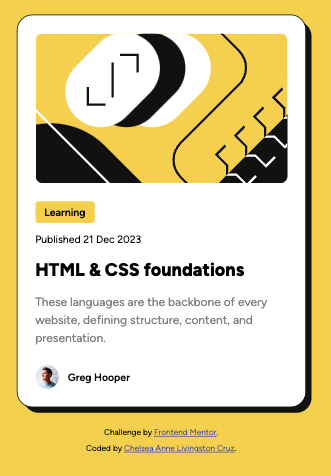 Learning
Published 21 Dec 2023
HTML & CSS foundations
These languages are the backbone of every
website, defining structure, content, and
presentation.
Greg Hooper
Challenge by Frontend Mentor.
Coded by Chelsea Anne Livingston Cruz.